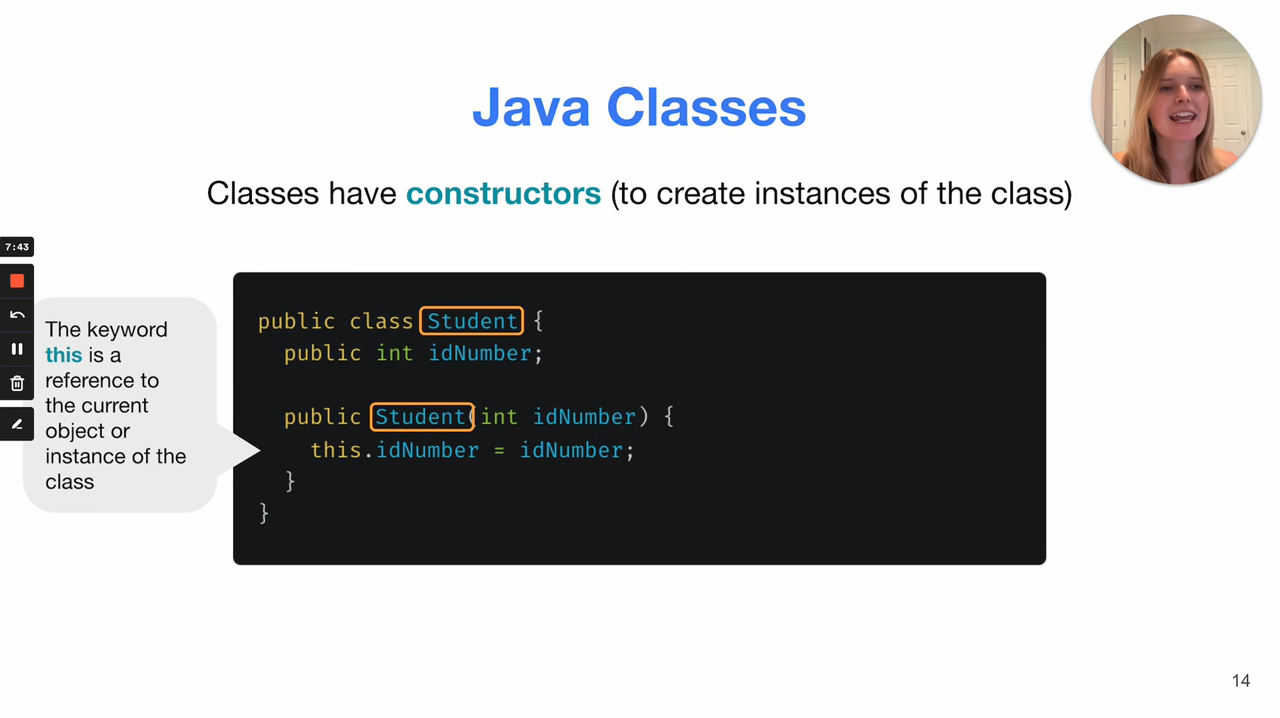 Java Classes
Classes have constructors (to create instances of the class)
7:43
The keyword
this is a
reference to
the current
object or
instance of the
class
public class Student {
public int idNumber;
public Student(int idNumber) {
this.idNumber = idNumber;
}
}
14